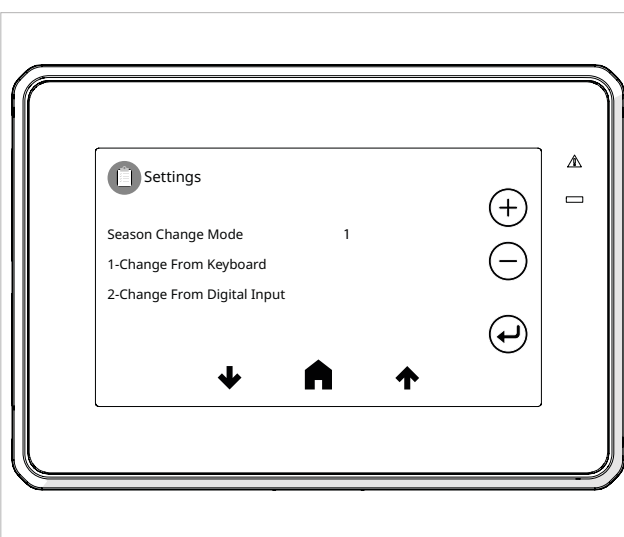 Settings
Season Change Mode 1
1-Change From Keyboard
2-Change From Digital Input